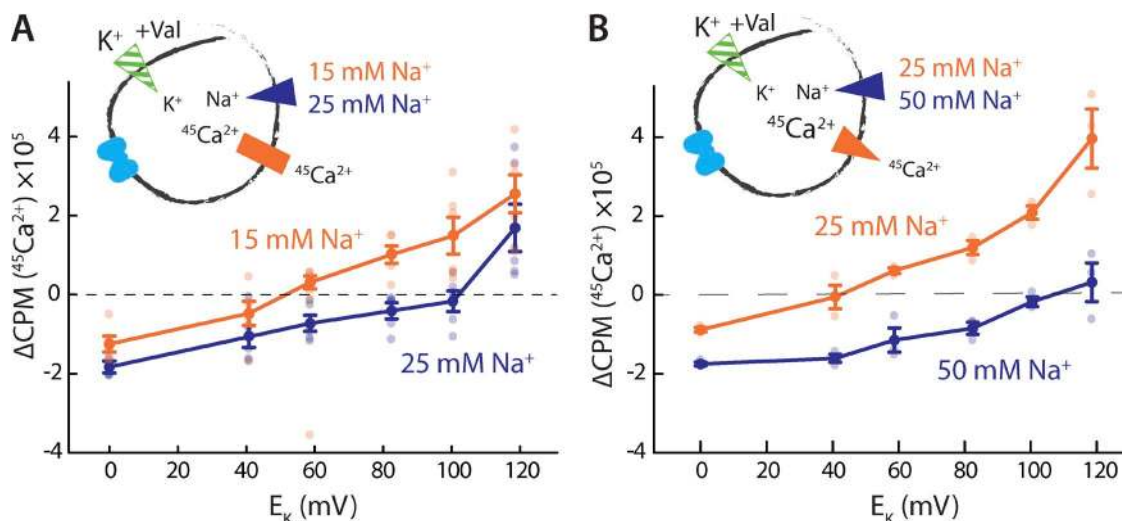 A
K⁺ +Val
K⁺
Na⁺
15 mM Na⁺
25 mM Na⁺
⁴⁵Ca²⁺
⁴⁵Ca²⁺
ΔCPM (⁴⁵Ca²⁺) ×10⁵
4
2
0
-2
-4
15 mM Na⁺
25 mM Na⁺
0 20 40 60 80 100 120
E_K (mV)
B
K⁺ +Val
K⁺
Na⁺
25 mM Na⁺
50 mM Na⁺
⁴⁵Ca²⁺
⁴⁵Ca²⁺
ΔCPM (⁴⁵Ca²⁺) ×10⁵
4
2
0
-2
-4
25 mM Na⁺
50 mM Na⁺
0 20 40 60 80 100 120
E_K (mV)